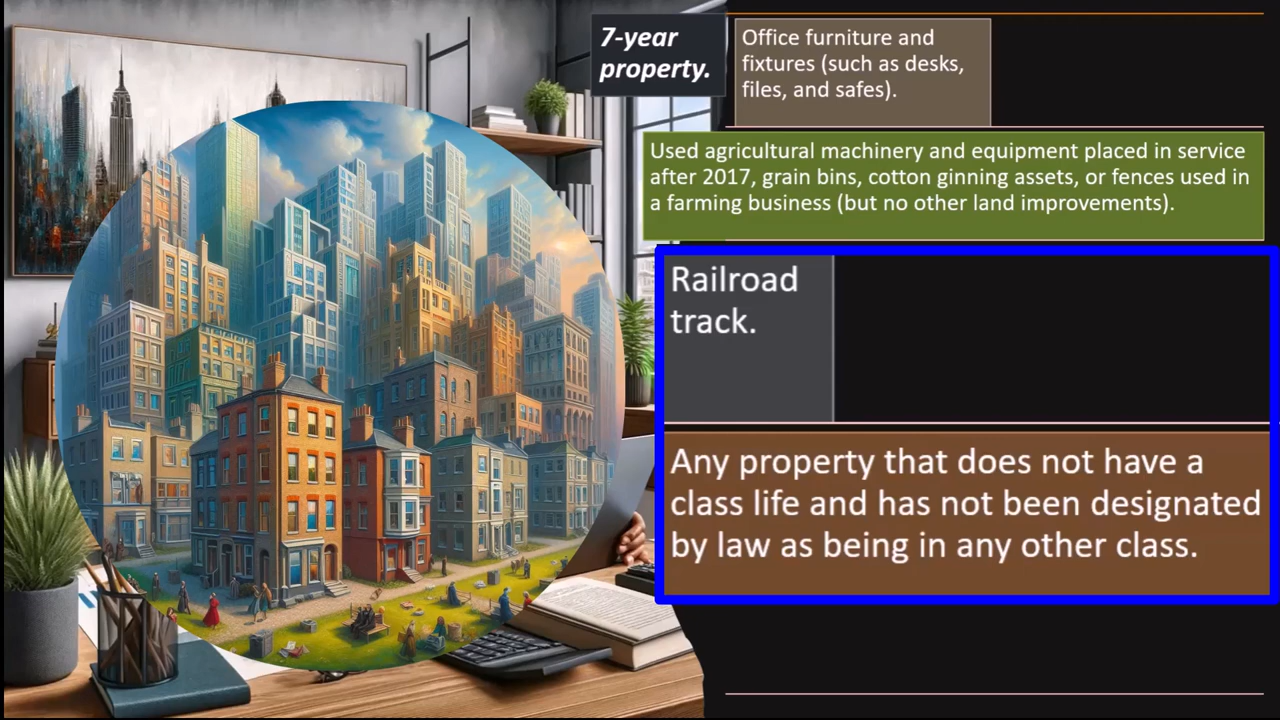 7-year
property.
Office furniture and
fixtures (such as desks,
files, and safes).
Used agricultural machinery and equipment placed in service
after 2017, grain bins, cotton ginning assets, or fences used in
a farming business (but no other land improvements).
Railroad
track.
Any property that does not have a
class life and has not been designated
by law as being in any other class.